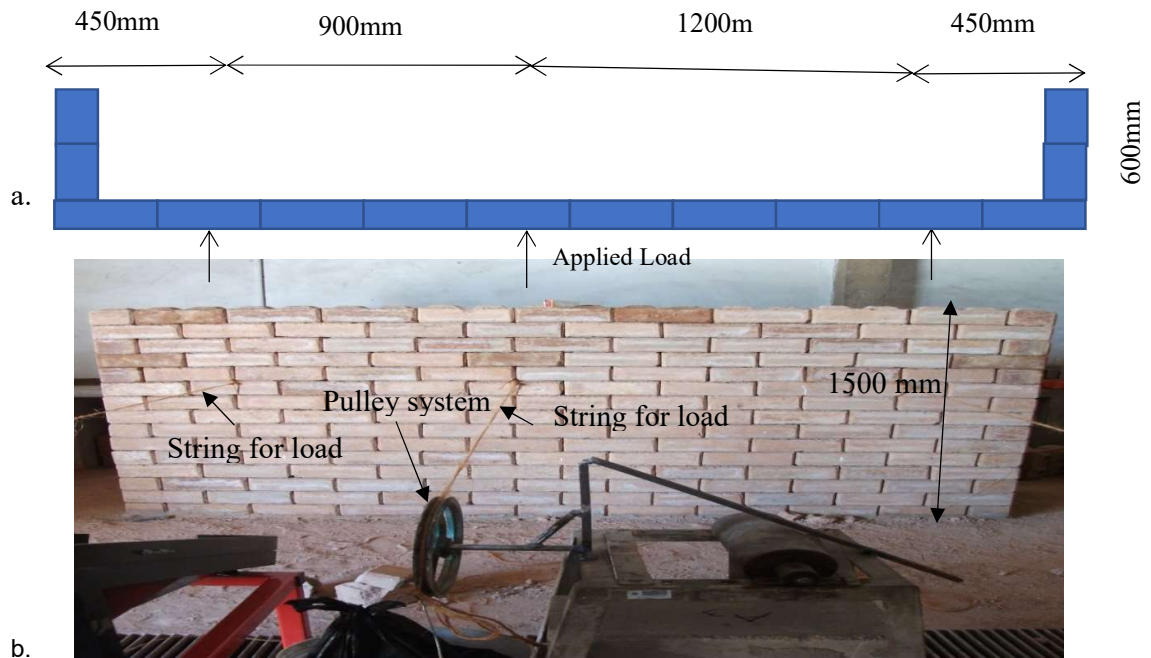 450mm
900mm
1200m
450mm
600mm
a.
Applied Load
1500 mm
Pulley system
String for load
String for load
b.